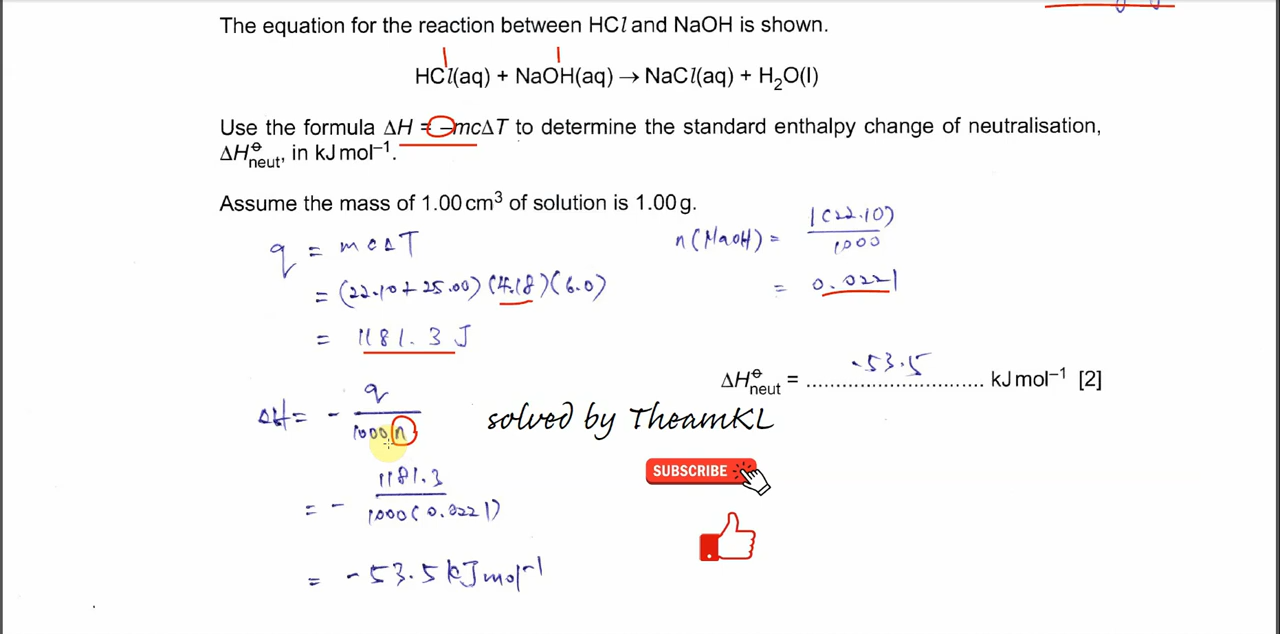 The equation for the reaction between HCl and NaOH is shown.
HCl(aq) + NaOH(aq) → NaCl(aq) + H₂O(l)
Use the formula ΔH = –mcΔT to determine the standard enthalpy change of neutralisation,
ΔH⦵neut, in kJ mol⁻¹.
Assume the mass of 1.00 cm³ of solution is 1.00 g.
q = mcΔT
= (22.10+25.00)(4.18)(6.0)
= 1181.3 J
n(NaOH) = 1(22.10)/1000
= 0.0221
ΔH⦵neut = -53.5 kJ mol⁻¹ [2]
ΔH = - q/1000n
= - 1181.3/1000(0.0221)
= -53.5 kJ mol⁻¹
solved by TheamKL
SUBSCRIBE